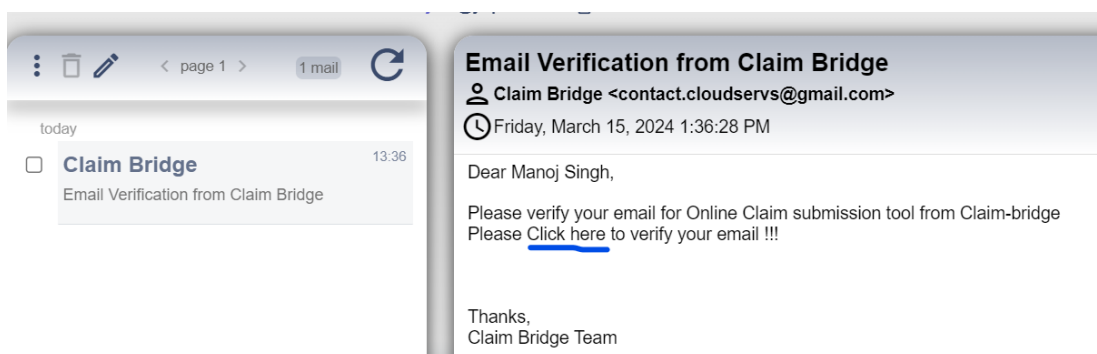 < page 1 >
1 mail
today
Claim Bridge
13:36
Email Verification from Claim Bridge
Email Verification from Claim Bridge
Claim Bridge <contact.cloudservs@gmail.com>
Friday, March 15, 2024 1:36:28 PM
Dear Manoj Singh,
Please verify your email for Online Claim submission tool from Claim-bridge
Please Click here to verify your email !!!
Thanks,
Claim Bridge Team